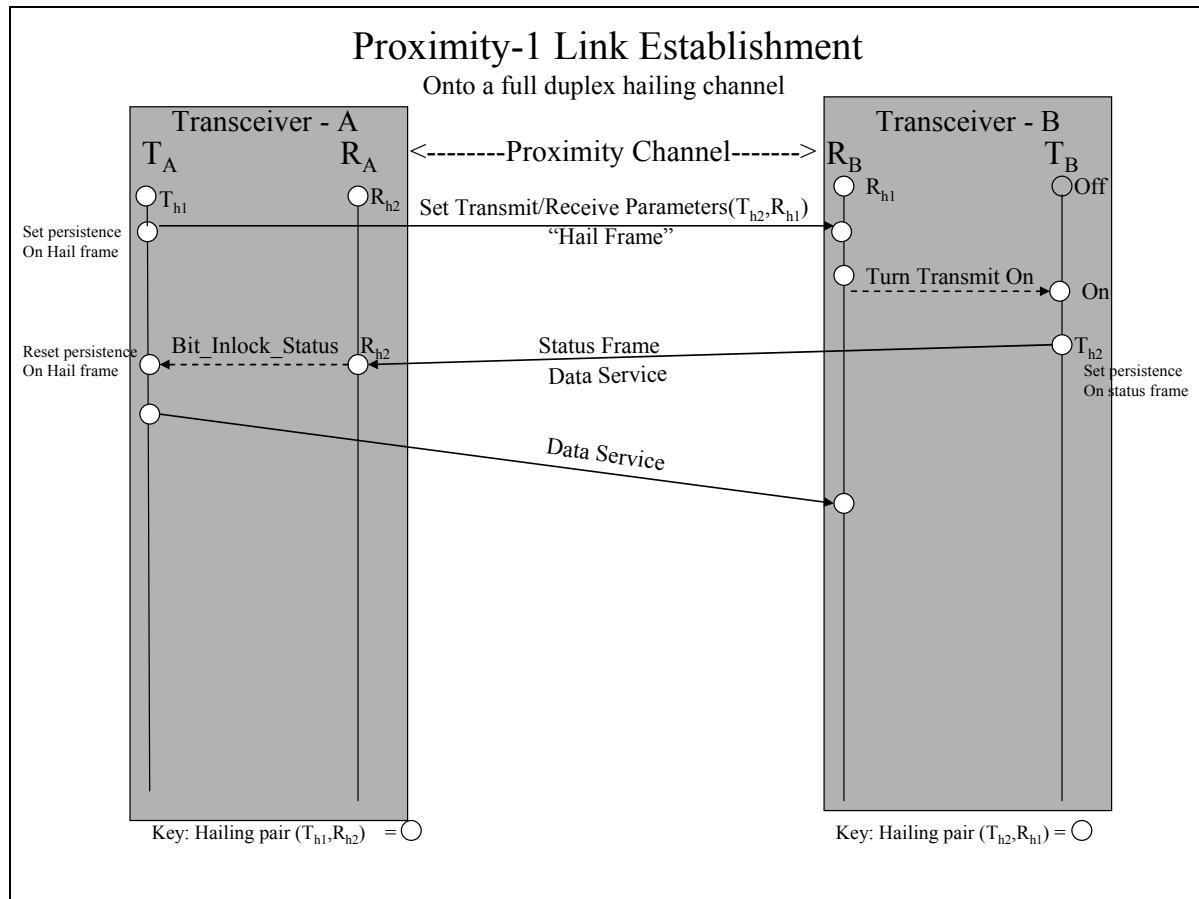 Proximity-1 Link Establishment
Onto a full duplex hailing channel
Transceiver - A
Transceiver - B
T_A
R_A
<-------Proximity Channel----->
R_B
T_B
T_h1
R_h2
R_h1
Off
Set Transmit/Receive Parameters(T_h2,R_h1)
"Hail Frame"
Set persistence
On Hail frame
Turn Transmit On
On
Reset persistence
On Hail frame
Bit_Inlock_Status
R_h2
Status Frame
Data Service
T_h2
Set persistence
On status frame
Data Service
Key: Hailing pair (T_h1,R_h2) =
Key: Hailing pair (T_h2,R_h1) =